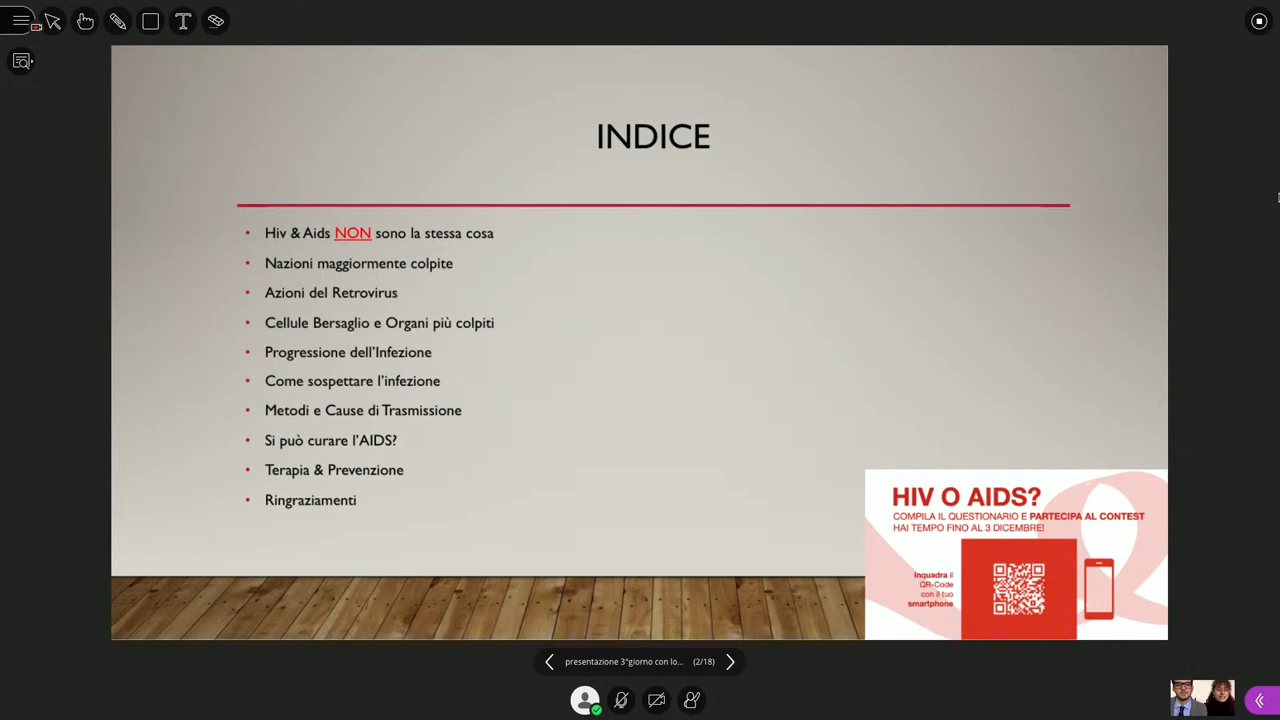 INDICE
• Hiv & Aids NON sono la stessa cosa
• Nazioni maggiormente colpite
• Azioni del Retrovirus
• Cellule Bersaglio e Organi più colpiti
• Progressione dell'Infezione
• Come sospettare l'infezione
• Metodi e Cause di Trasmissione
• Si può curare l'AIDS?
• Terapia & Prevenzione
• Ringraziamenti
HIV O AIDS?
COMPILA IL QUESTIONARIO E PARTECIPA AL CONTEST
HAI TEMPO FINO AL 3 DICEMBRE!
Inquadra il
QR-Code
con il tuo
smartphone
presentazione 3°giorno con lo... (2/18)